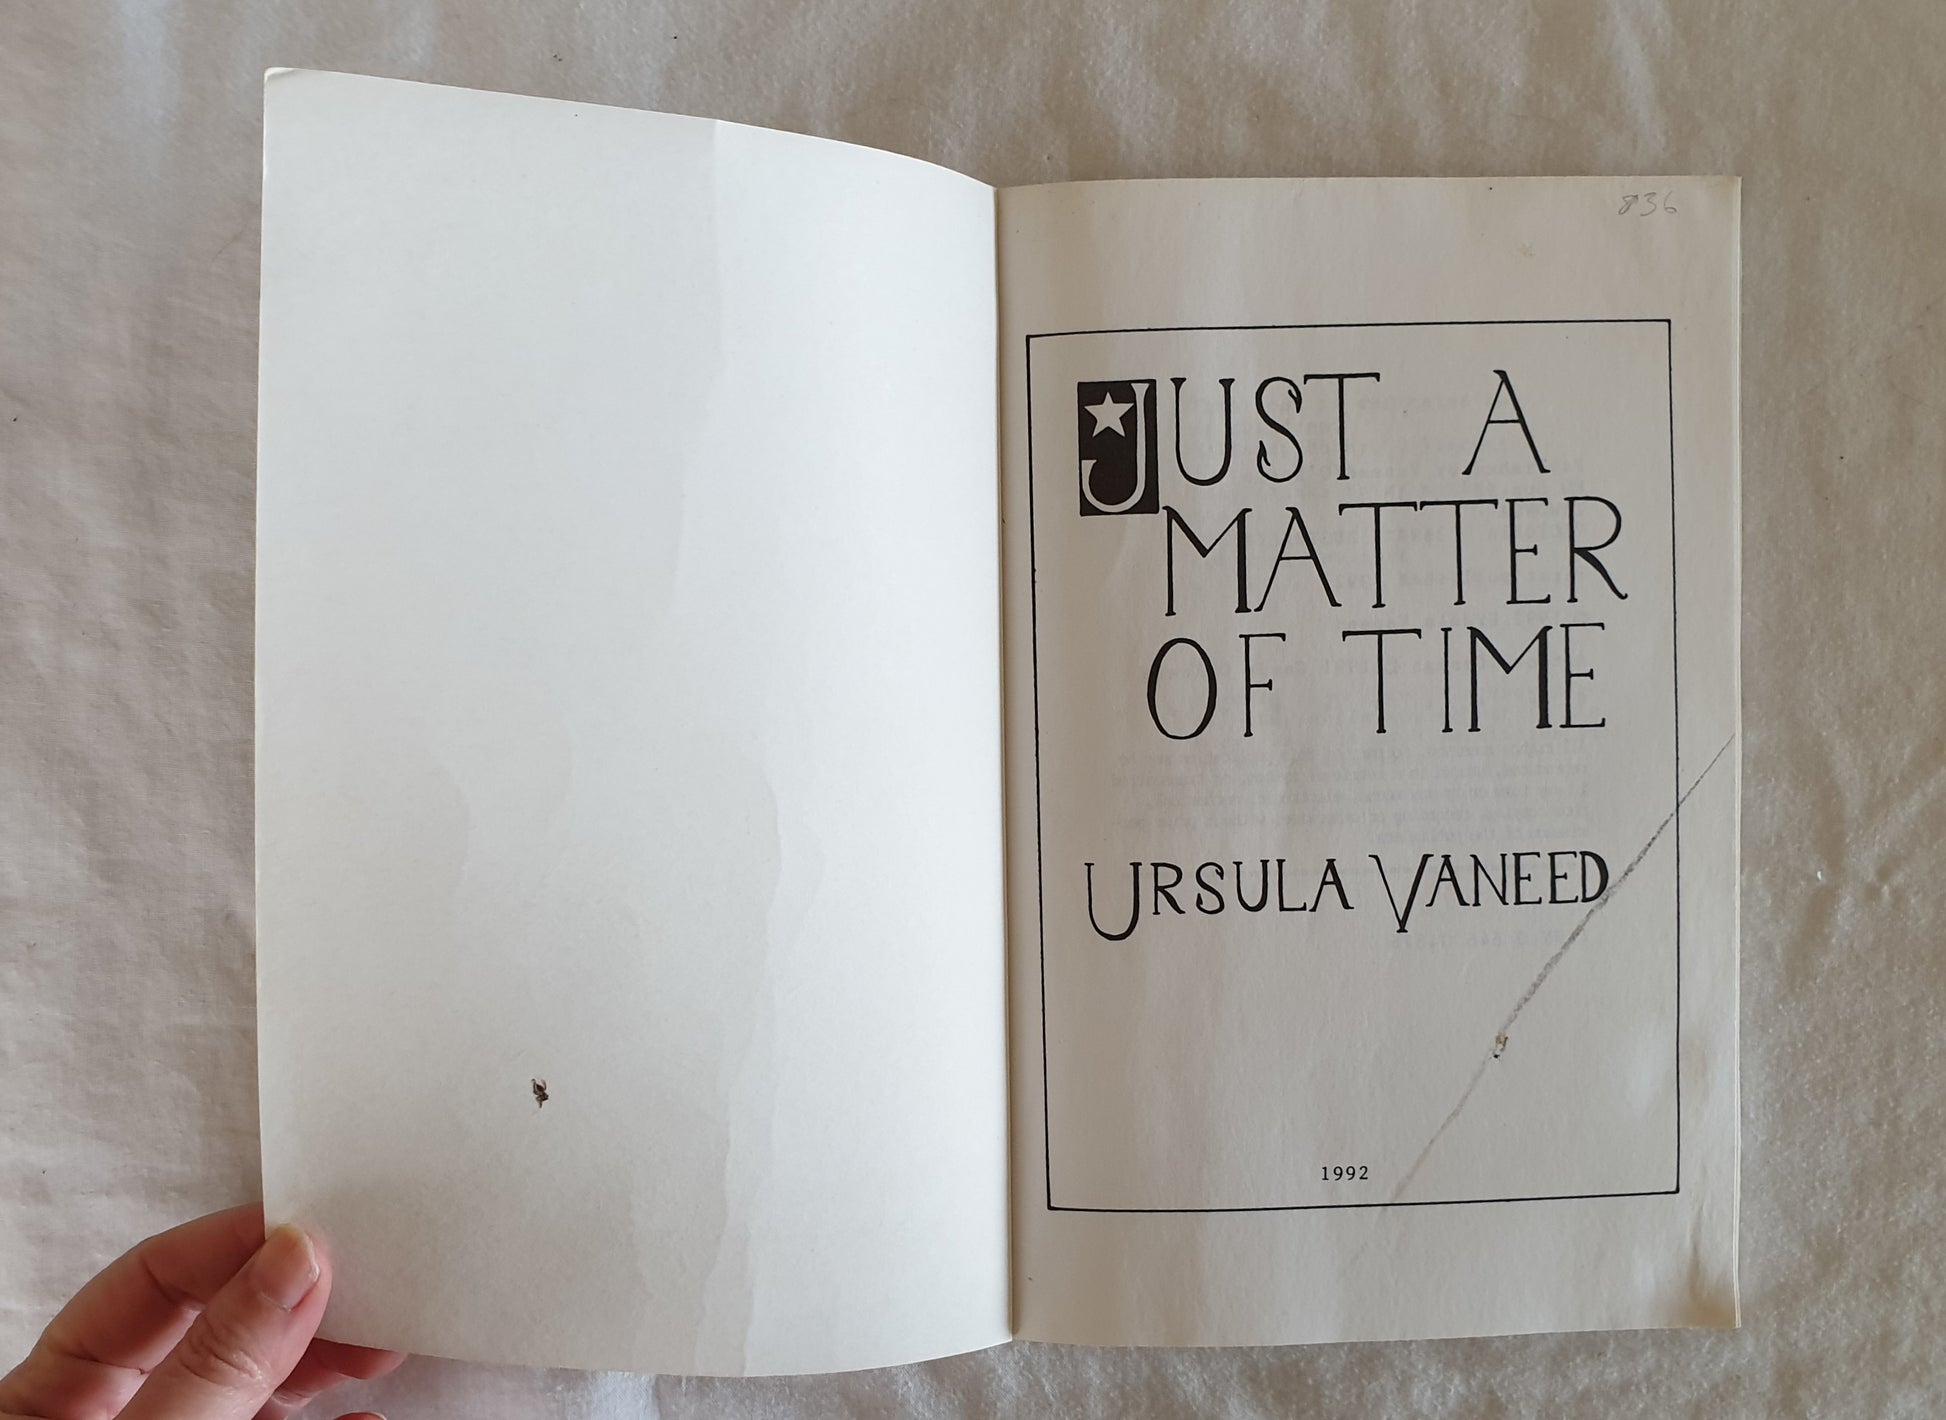 836
JUST A
MATTER
OF TIME
URSULA VANEED
1992